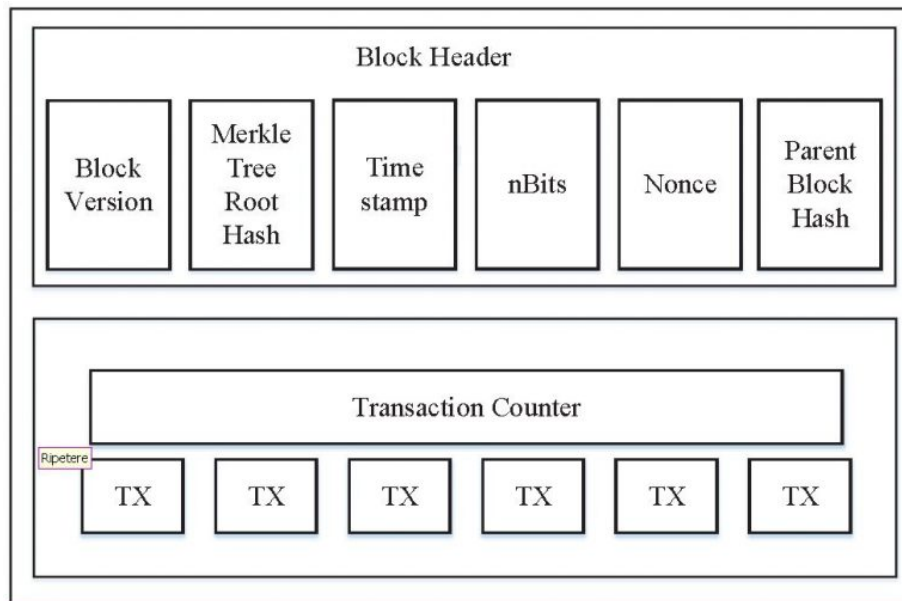 Block Header
Block
Version
Merkle
Tree
Root
Hash
Time
stamp
nBits
Nonce
Parent
Block
Hash
Transaction Counter
Ripetere
TX TX TX TX TX TX